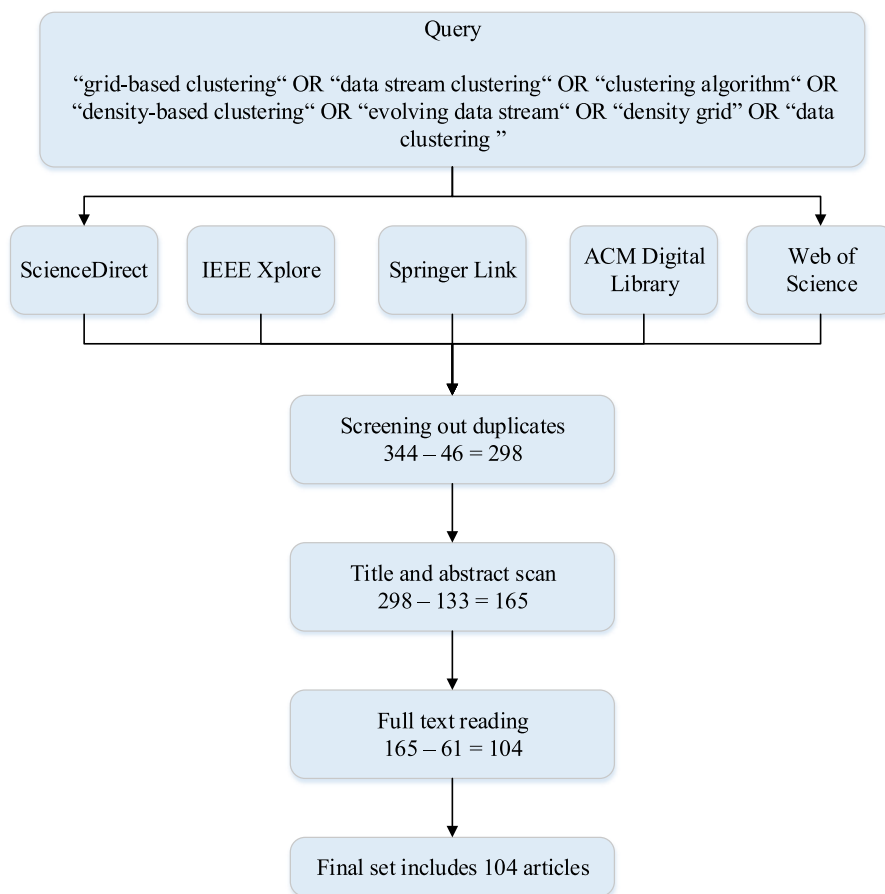 Query
“grid-based clustering“ OR “data stream clustering“ OR “clustering algorithm“ OR
“density-based clustering“ OR “evolving data stream“ OR “density grid” OR “data
clustering ”
ScienceDirect
IEEE Xplore
Springer Link
ACM Digital
Library
Web of
Science
Screening out duplicates
344 – 46 = 298
Title and abstract scan
298 – 133 = 165
Full text reading
165 – 61 = 104
Final set includes 104 articles